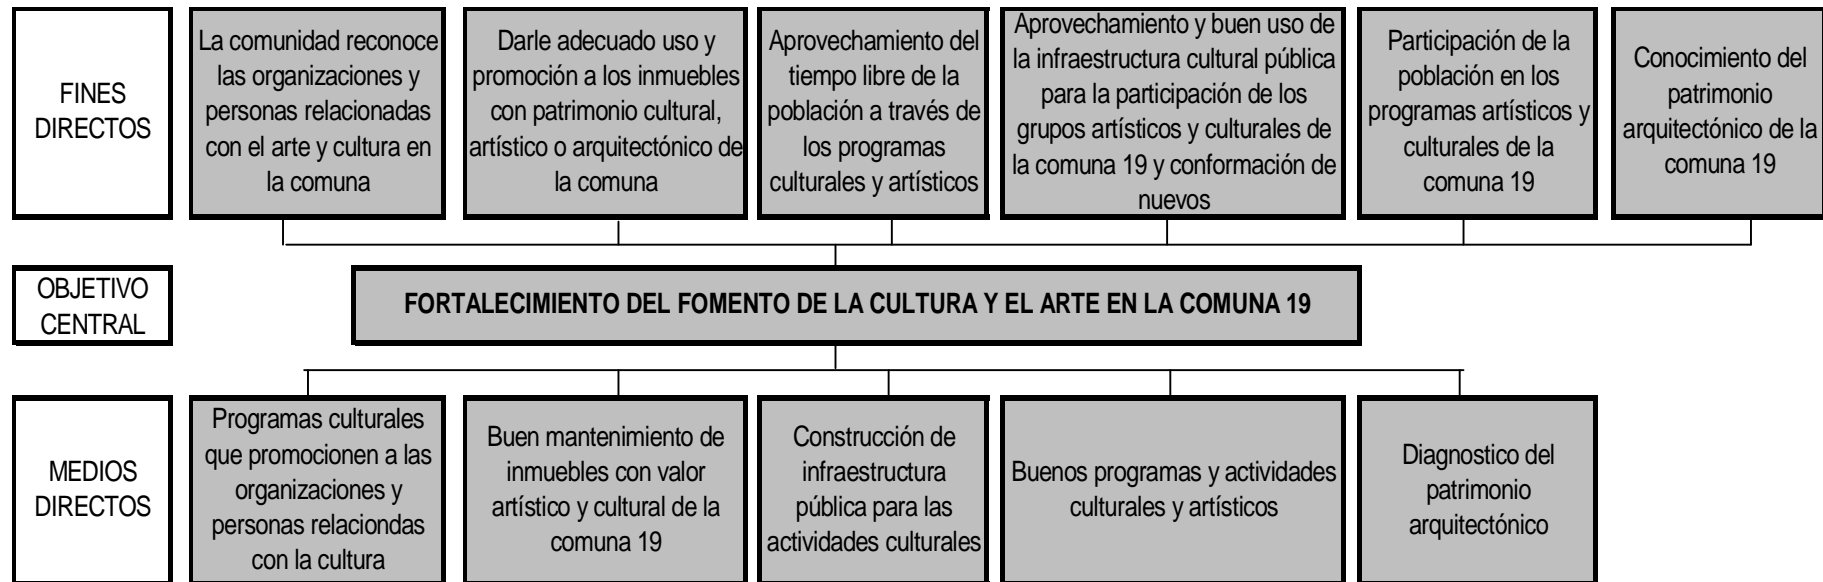 FINES
DIRECTOS
La comunidad reconoce
las organizaciones y
personas relacionadas
con el arte y cultura en
la comuna
Darle adecuado uso y
promoción a los inmuebles
con patrimonio cultural,
artístico o arquitectónico de
la comuna
Aprovechamiento del
tiempo libre de la
población a través de
los programas
culturales y artísticos
Aprovechamiento y buen uso de
la infraestructura cultural pública
para la participación de los
grupos artísticos y culturales de
la comuna 19 y conformación de
nuevos
Participación de la
población en los
programas artísticos y
culturales de la
comuna 19
Conocimiento del
patrimonio
arquitectónico de la
comuna 19
OBJETIVO
CENTRAL
FORTALECIMIENTO DEL FOMENTO DE LA CULTURA Y EL ARTE EN LA COMUNA 19
MEDIOS
DIRECTOS
Programas culturales
que promocionen a las
organizaciones y
personas relaciondas
con la cultura
Buen mantenimiento de
inmuebles con valor
artístico y cultural de la
comuna 19
Construcción de
infraestructura
pública para las
actividades culturales
Buenos programas y actividades
culturales y artísticos
Diagnostico del
patrimonio
arquitectónico